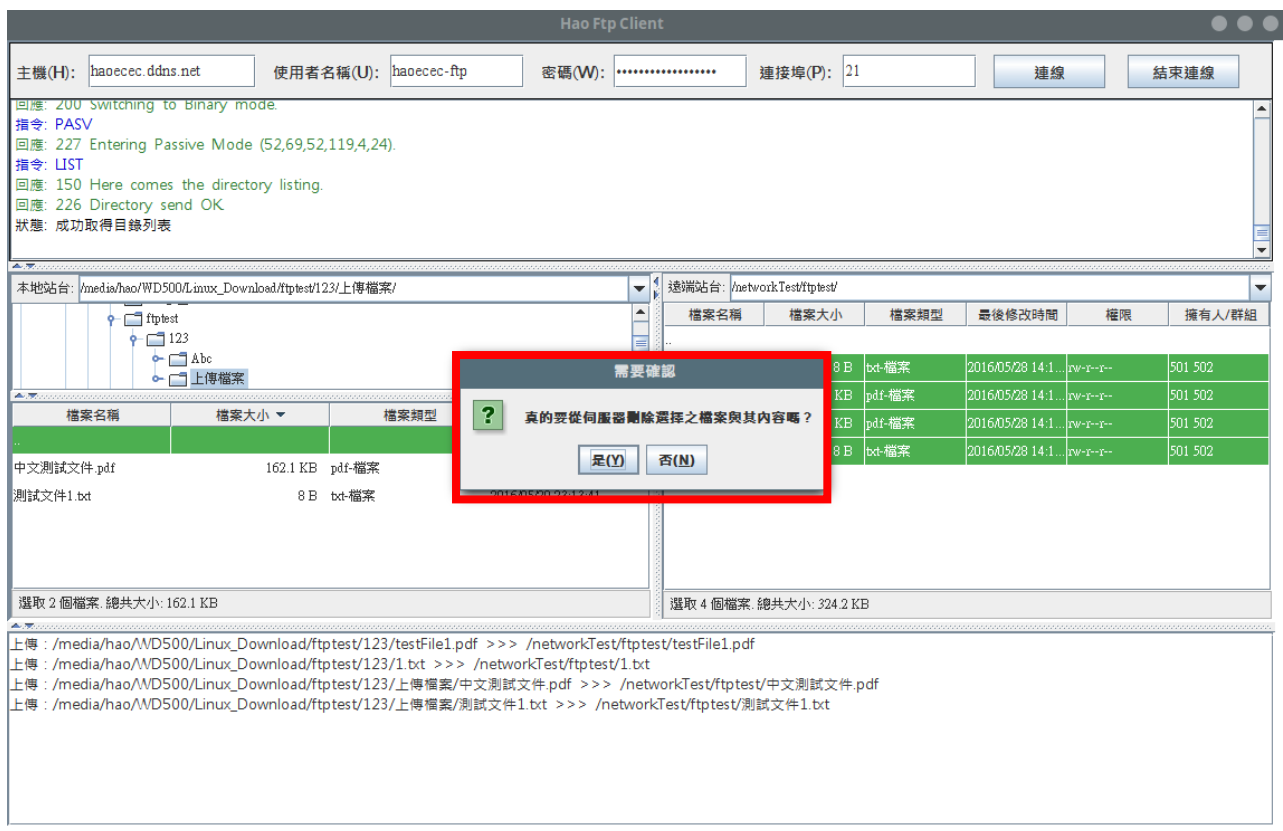 Hao Ftp Client
主機(H): haoecec.ddns.net 使用者名稱(U): haoecec-ftp 密碼(W): •••••••••••••••••• 連接埠(P): 21 連線 結束連線
回應: 200 Switching to Binary mode.
指令: PASV
回應: 227 Entering Passive Mode (52,69,52,119,4,24).
指令: LIST
回應: 150 Here comes the directory listing.
回應: 226 Directory send OK.
狀態: 成功取得目錄列表
本地站台: /media/hao/WD500/Linux_Download/ftptest/123/上傳檔案/
ftptest
123
Abc
上傳檔案
檔案名稱 檔案大小 檔案類型
..
中文測試文件.pdf 162.1 KB pdf-檔案
測試文件1.txt 8 B txt-檔案
選取 2 個檔案. 總共大小: 162.1 KB
遠端站台: /networkTest/ftptest/
檔案名稱 檔案大小 檔案類型 最後修改時間 權限 擁有人/群組
..
8 B txt-檔案 2016/05/28 14:1... rw-r--r-- 501 502
KB pdf-檔案 2016/05/28 14:1... rw-r--r-- 501 502
KB pdf-檔案 2016/05/28 14:1... rw-r--r-- 501 502
8 B txt-檔案 2016/05/28 14:1... rw-r--r-- 501 502
選取 4 個檔案. 總共大小: 324.2 KB
需要確認
真的要從伺服器刪除選擇之檔案與其內容嗎？
是(Y) 否(N)
上傳 : /media/hao/WD500/Linux_Download/ftptest/123/testFile1.pdf >>> /networkTest/ftptest/testFile1.pdf
上傳 : /media/hao/WD500/Linux_Download/ftptest/123/1.txt >>> /networkTest/ftptest/1.txt
上傳 : /media/hao/WD500/Linux_Download/ftptest/123/上傳檔案/中文測試文件.pdf >>> /networkTest/ftptest/中文測試文件.pdf
上傳 : /media/hao/WD500/Linux_Download/ftptest/123/上傳檔案/測試文件1.txt >>> /networkTest/ftptest/測試文件1.txt